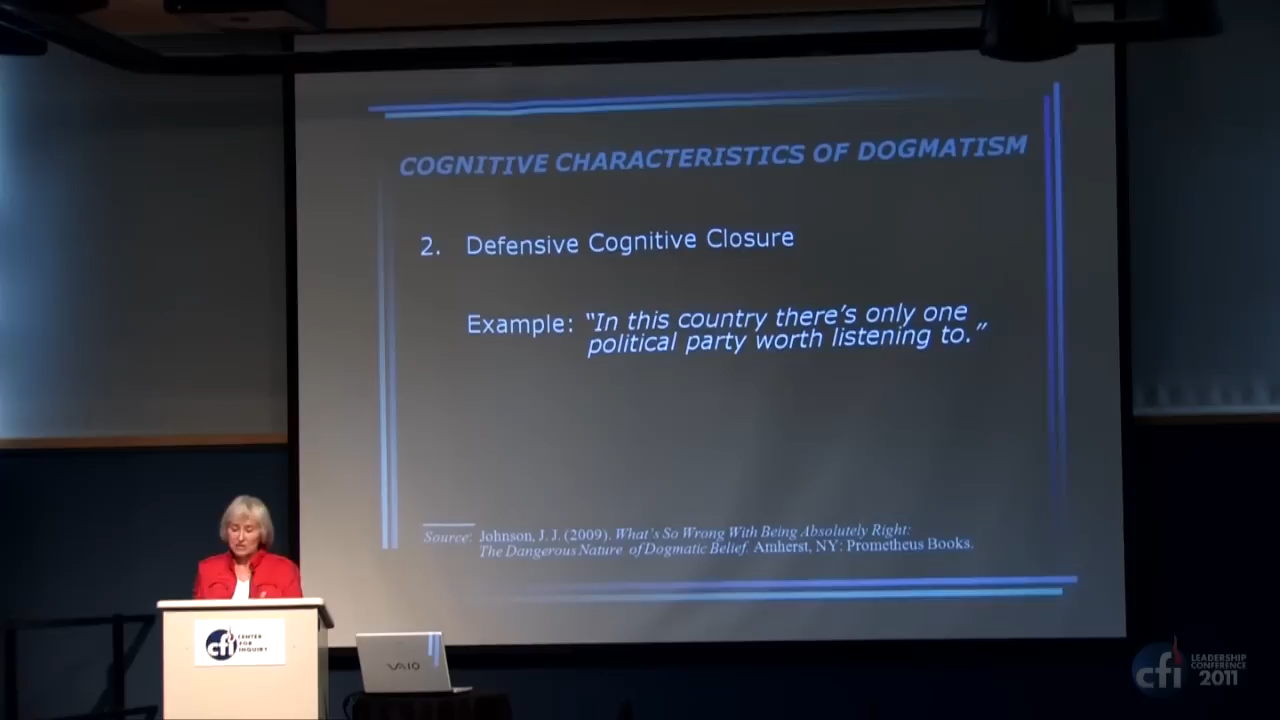 COGNITIVE CHARACTERISTICS OF DOGMATISM
2. Defensive Cognitive Closure
Example: “In this country there’s only one
political party worth listening to.”
Source: Johnson, J. J. (2009). What’s So Wrong With Being Absolutely Right:
The Dangerous Nature of Dogmatic Belief. Amherst, NY: Prometheus Books.
cfi CENTER
FOR
INQUIRY
VAIO
cfi LEADERSHIP
CONFERENCE
2011